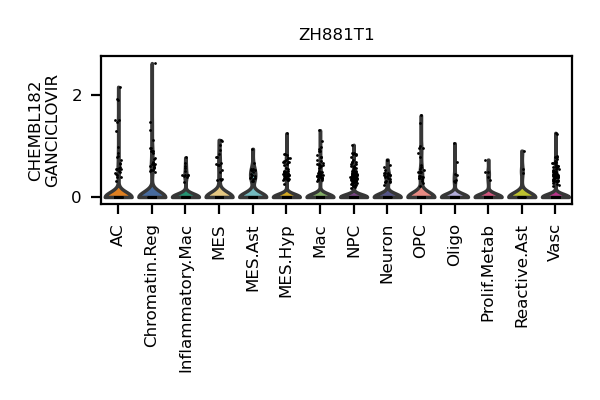 ZH881T1
CHEMBL182
GANCICLOVIR
2
0
AC
Chromatin.Reg
Inflammatory.Mac
MES
MES.Ast
MES.Hyp
Mac
NPC
Neuron
OPC
Oligo
Prolif.Metab
Reactive.Ast
Vasc